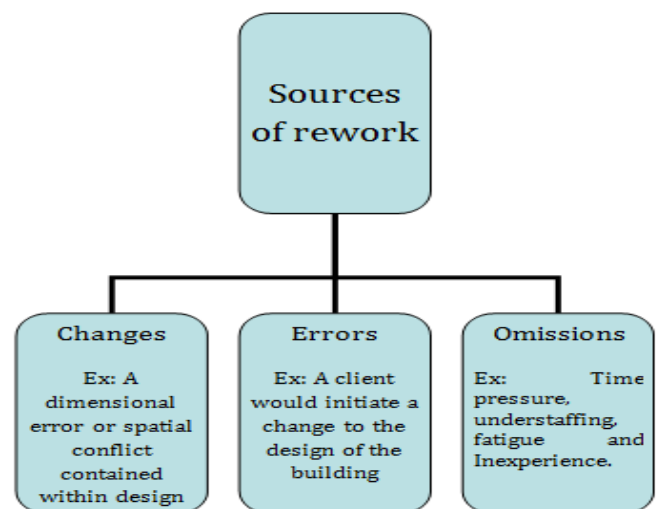 Sources
of rework
Changes
Ex: A
dimensional
error or spatial
conflict
contained
within design
Errors
Ex: A client
would initiate a
change to the
design of the
building
Omissions
Ex: Time
pressure,
understaffing,
fatigue and
Inexperience.